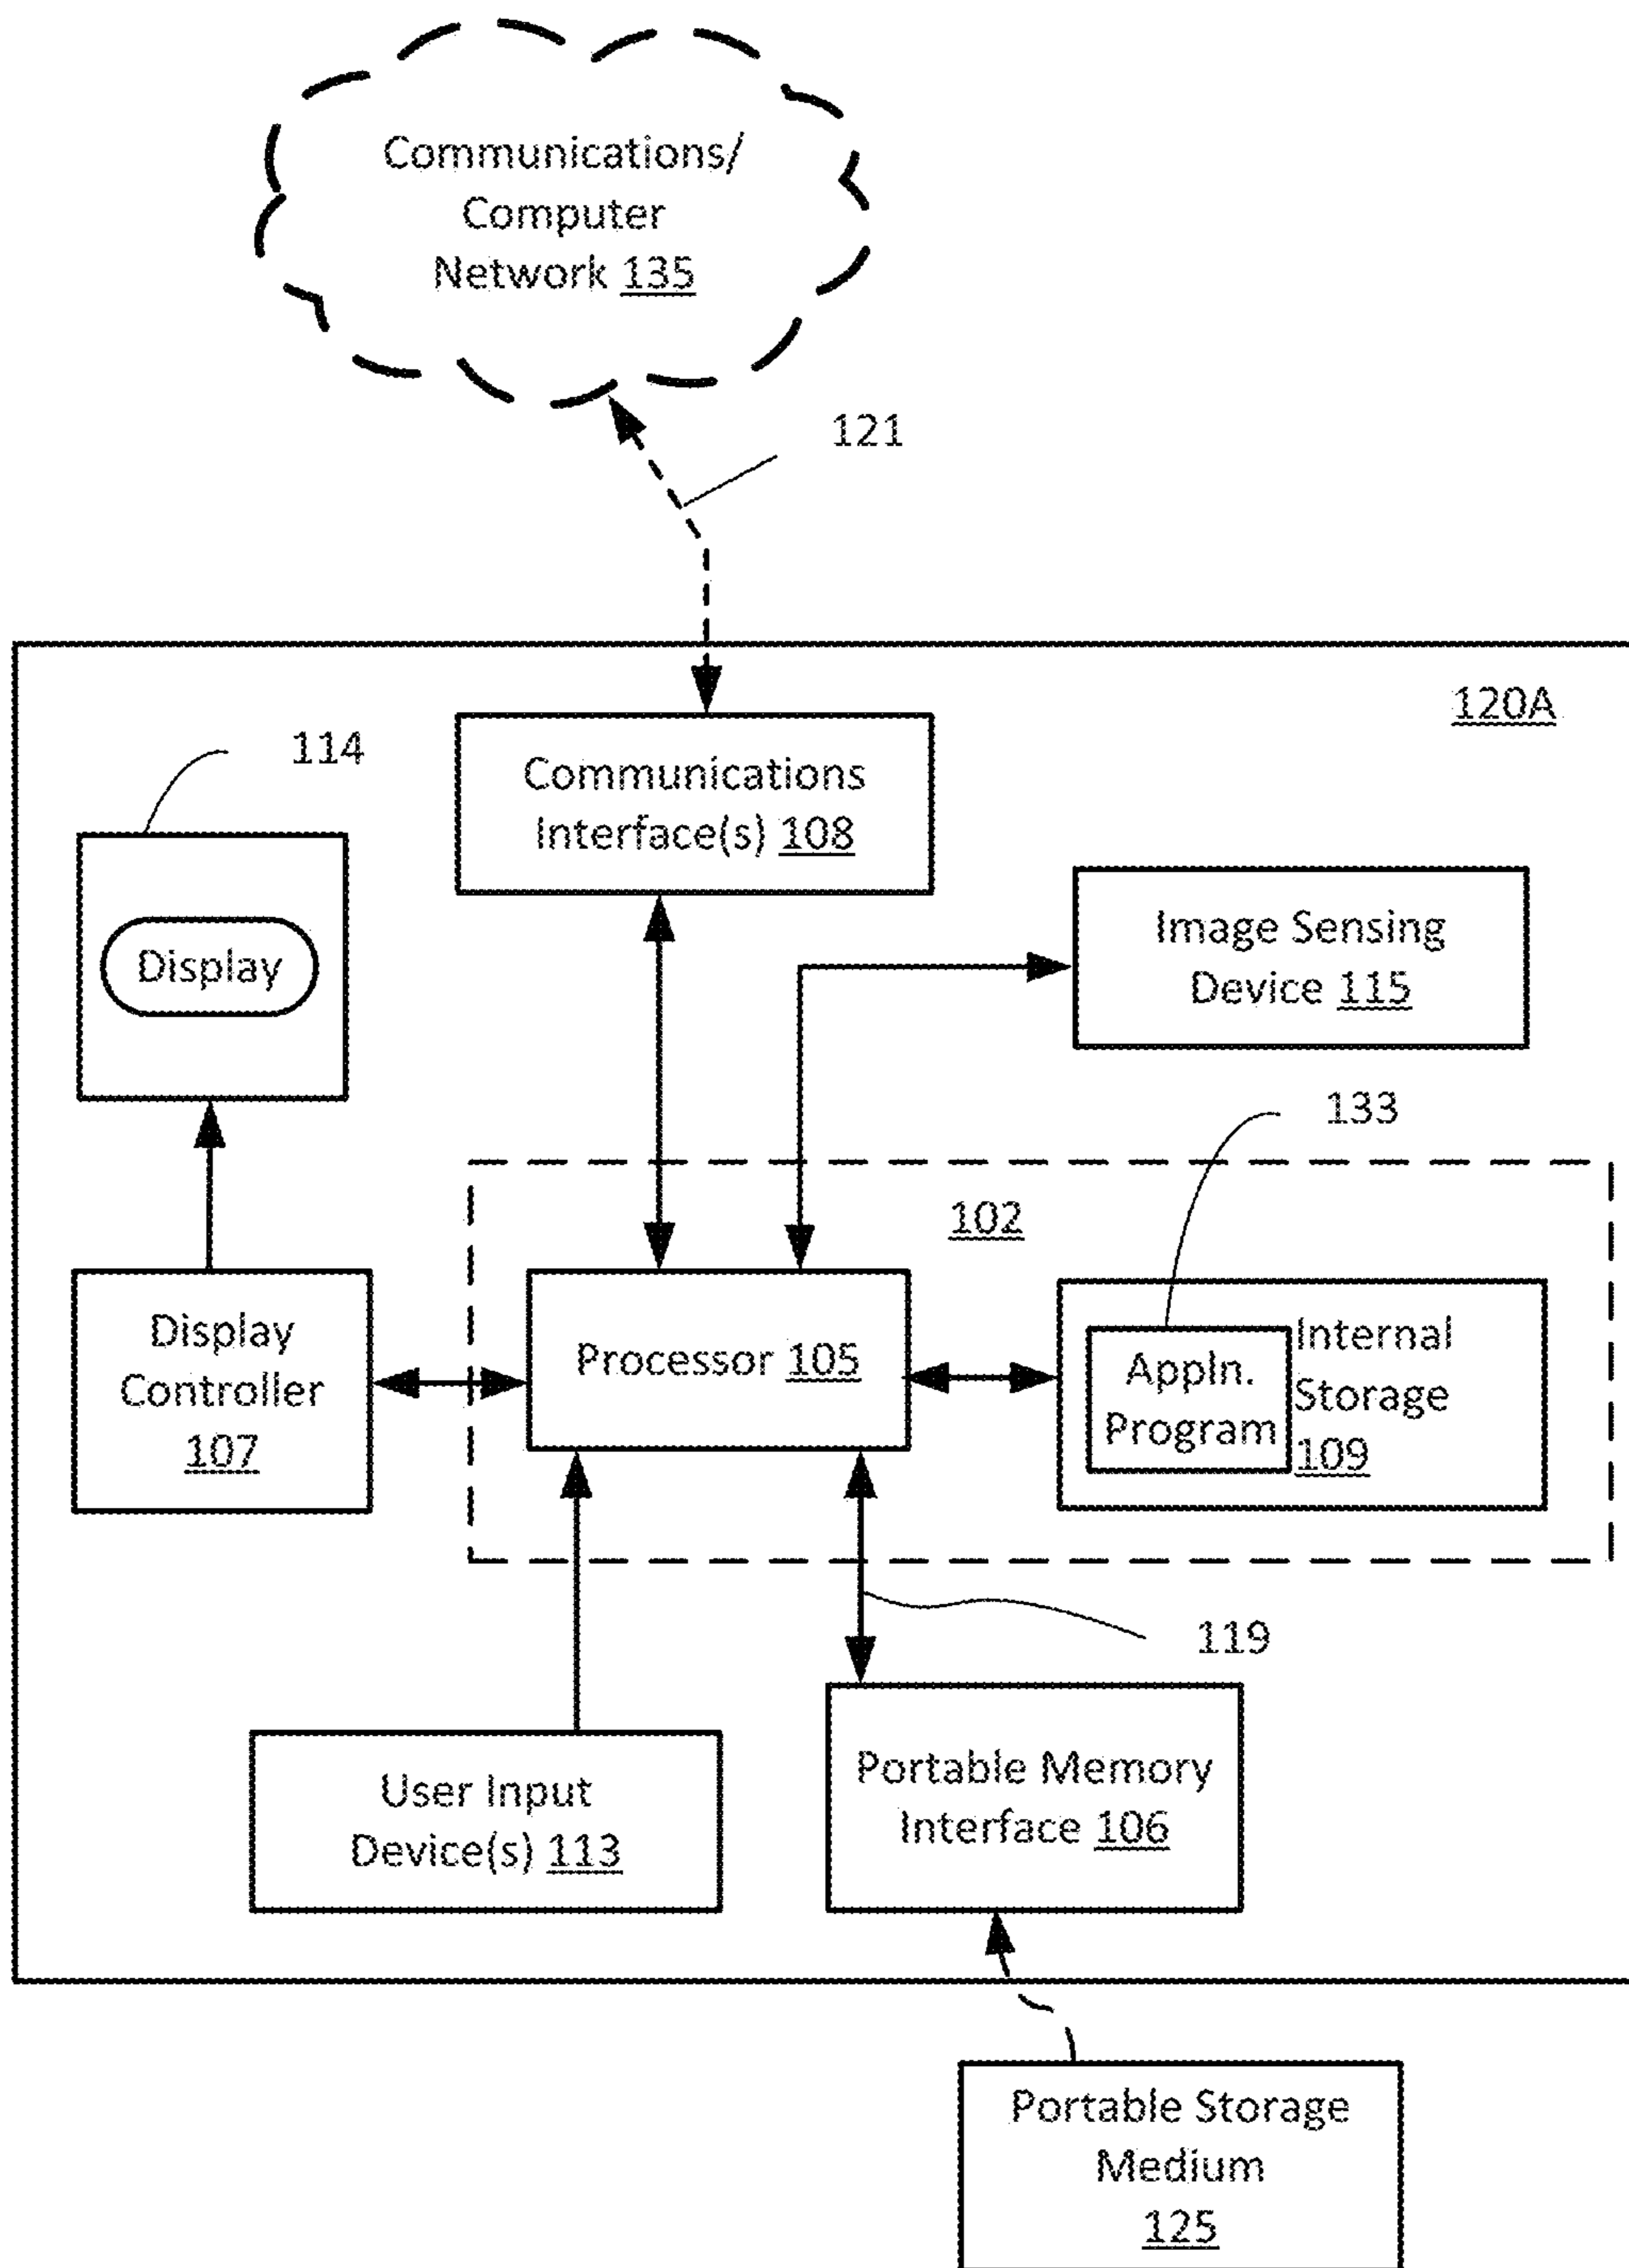 Communications/
Computer
Network 135
121
120A
114
Communications
Interface(s) 108
Display
Image Sensing
Device 115
133
102
Display
Controller
107
Processor 105
Appln.
Program
Internal
Storage
109
119
User Input
Device(s) 113
Portable Memory
Interface 106
Portable Storage
Medium
125